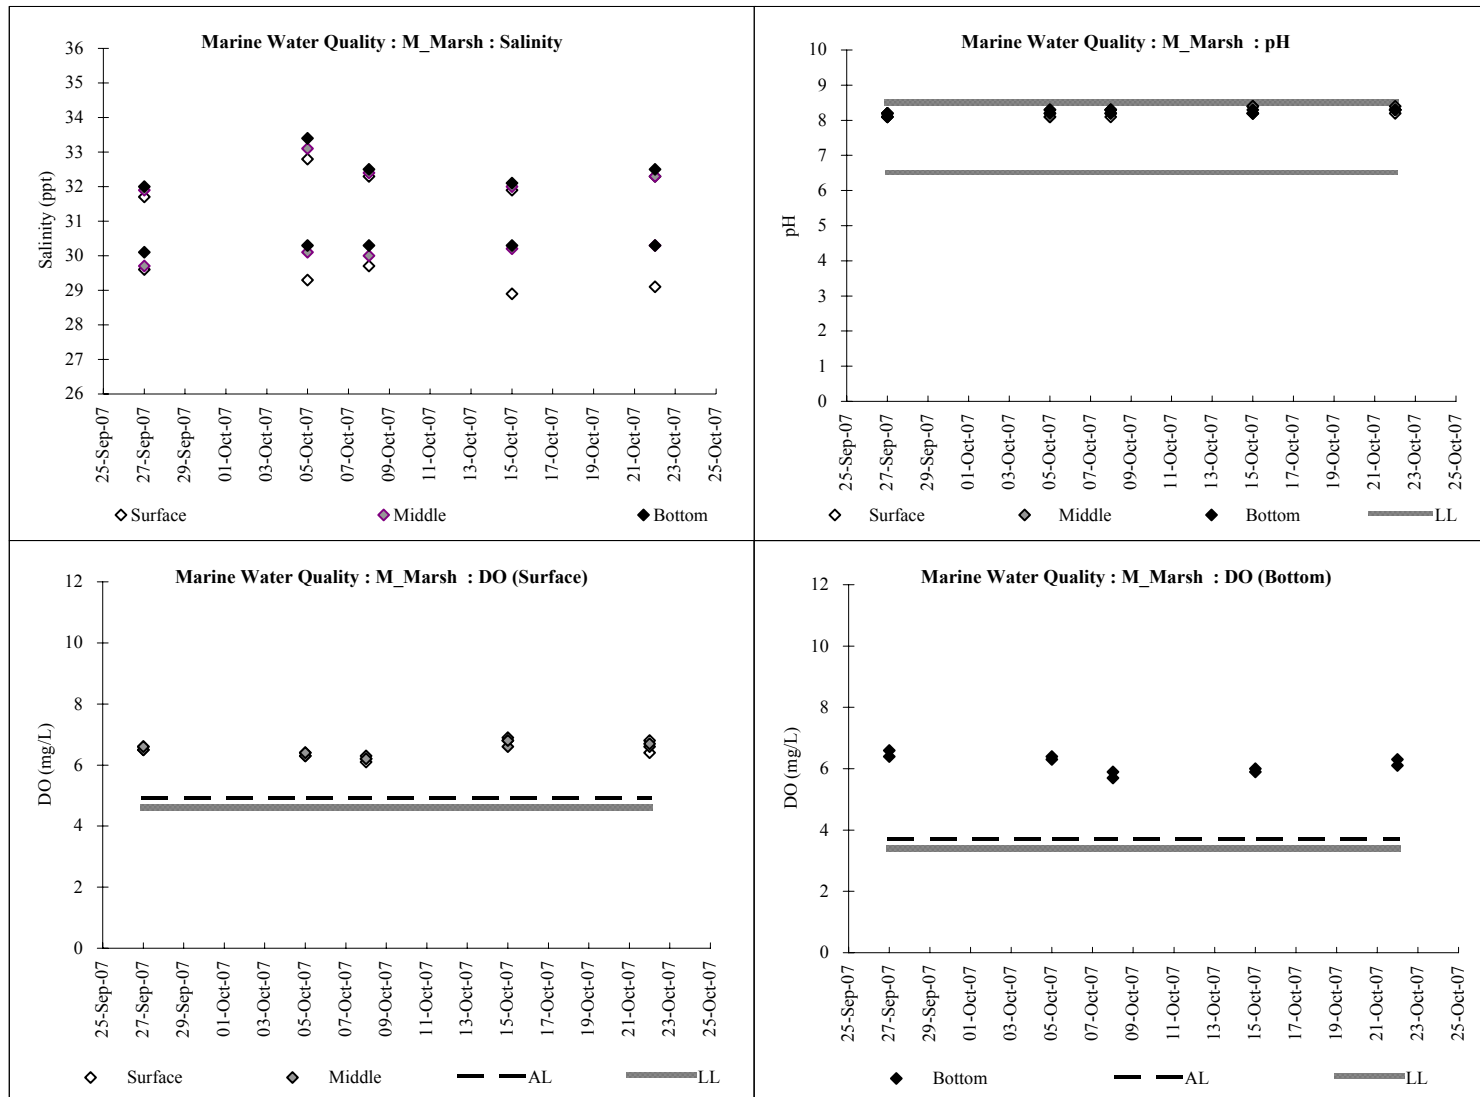 Marine Water Quality : M_Marsh : Salinity
36
35
34
33
32
31
30
29
28
27
26
Salinity (ppt)
25-Sep-07
27-Sep-07
29-Sep-07
01-Oct-07
03-Oct-07
05-Oct-07
07-Oct-07
09-Oct-07
11-Oct-07
13-Oct-07
15-Oct-07
17-Oct-07
19-Oct-07
21-Oct-07
23-Oct-07
25-Oct-07
Surface Middle Bottom
Marine Water Quality : M_Marsh : pH
10
9
8
7
6
5
4
3
2
1
0
pH
25-Sep-07
27-Sep-07
29-Sep-07
01-Oct-07
03-Oct-07
05-Oct-07
07-Oct-07
09-Oct-07
11-Oct-07
13-Oct-07
15-Oct-07
17-Oct-07
19-Oct-07
21-Oct-07
23-Oct-07
25-Oct-07
Surface Middle Bottom LL
Marine Water Quality : M_Marsh : DO (Surface)
12
10
8
6
4
2
0
DO (mg/L)
25-Sep-07
27-Sep-07
29-Sep-07
01-Oct-07
03-Oct-07
05-Oct-07
07-Oct-07
09-Oct-07
11-Oct-07
13-Oct-07
15-Oct-07
17-Oct-07
19-Oct-07
21-Oct-07
23-Oct-07
25-Oct-07
Surface Middle AL LL
Marine Water Quality : M_Marsh : DO (Bottom)
12
10
8
6
4
2
0
DO (mg/L)
25-Sep-07
27-Sep-07
29-Sep-07
01-Oct-07
03-Oct-07
05-Oct-07
07-Oct-07
09-Oct-07
11-Oct-07
13-Oct-07
15-Oct-07
17-Oct-07
19-Oct-07
21-Oct-07
23-Oct-07
25-Oct-07
Bottom AL LL